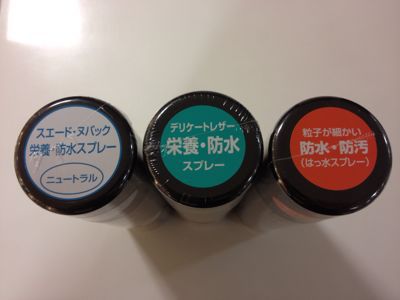 スエード・ヌバック
栄養・防水スプレー
ニュートラル
デリケートレザー
栄養・防水
スプレー
粒子が細かい
防水・防汚
(はっ水スプレー)